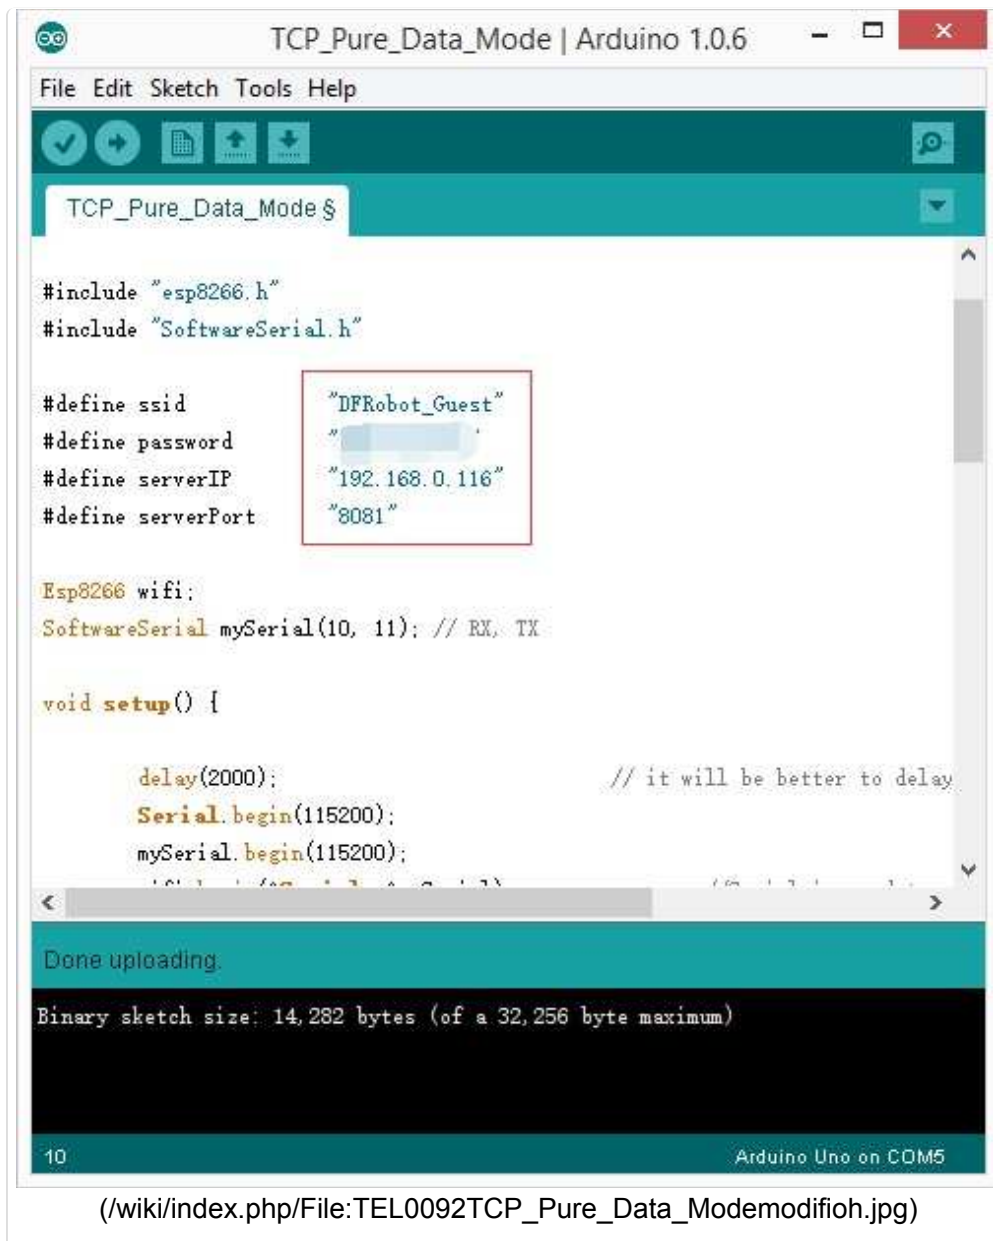 TCP_Pure_Data_Mode | Arduino 1.0.6
File Edit Sketch Tools Help
TCP_Pure_Data_Mode §
#include "esp8266.h"
#include "SoftwareSerial.h"
#define ssid "DFRobot_Guest"
#define password "
#define serverIP "192.168.0.116"
#define serverPort "8081"
Esp8266 wifi;
SoftwareSerial mySerial(10, 11); // RX, TX
void setup() {
delay(2000); // it will be better to delay
Serial.begin(115200);
mySerial.begin(115200);
Done uploading.
Binary sketch size: 14,282 bytes (of a 32,256 byte maximum)
10 Arduino Uno on COM5
(/wiki/index.php/File:TEL0092TCP_Pure_Data_Modemodifioh.jpg)